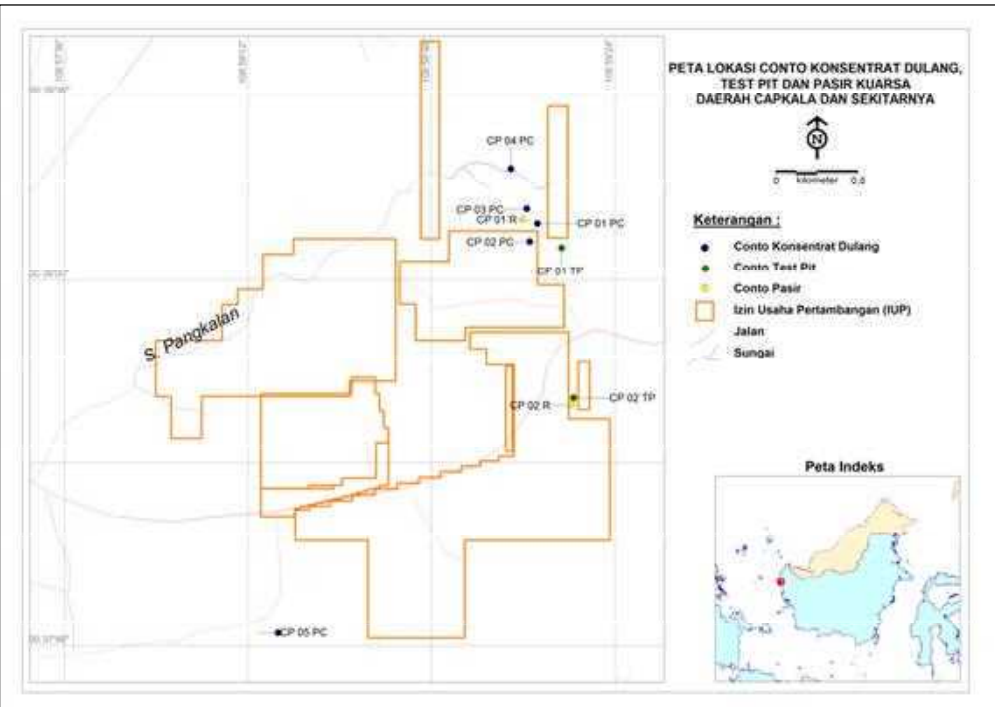 PETA LOKASI CONTO KONSENTRAT DULANG,
TEST PIT DAN PASIR KUARSA
DAERAH CAPKALA DAN SEKITARNYA
N
0 kilometer 0,5
Keterangan :
Conto Konsentrat Dulang
Conto Test Pit
Conto Pasir
Izin Usaha Pertambangan (IUP)
Jalan
Sungai
CP 04 PC
CP 03 PC
CP 01 R
CP 01 PC
CP 02 PC
CP 01 TP
S. Pangkalan
CP 02 R
CP 02 TP
CP 05 PC
Peta Indeks